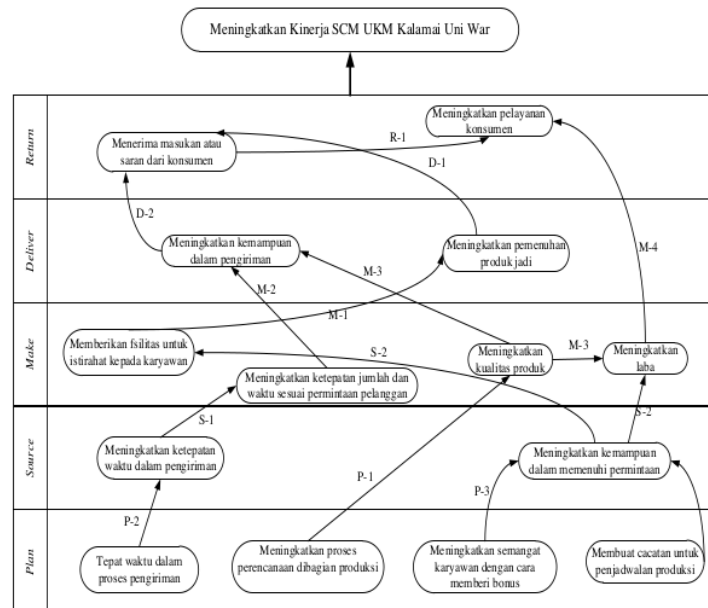 Meningkatkan Kinerja SCM UKM Kalamai Uni War
Return
Meningkatkan pelayanan
konsumen
Menerima masukan atau
saran dari konsumen
R-1
D-1
Deliver
D-2
Meningkatkan kemampuan
dalam pengiriman
Meningkatkan pemenuhan
produk jadi
M-4
M-3
M-2
Make
M-1
Memberikan fsilitas untuk
istirahat kepada karyawan
S-2
Meningkatkan
kualitas produk
M-3
Meningkatkan
laba
Meningkatkan ketepatan jumlah dan
waktu sesuai permintaan pelanggan
Source
S-1
S-2
Meningkatkan ketepatan
waktu dalam pengiriman
Meningkatkan kemampuan
dalam memenuhi permintaan
P-1
P-3
Plan
P-2
Tepat waktu dalam
proses pengiriman
Meningkatkan proses
perencanaan dibagian produksi
Meningkatkan semangat
karyawan dengan cara
memberi bonus
Membuat cacatan untuk
penjadwalan produksi